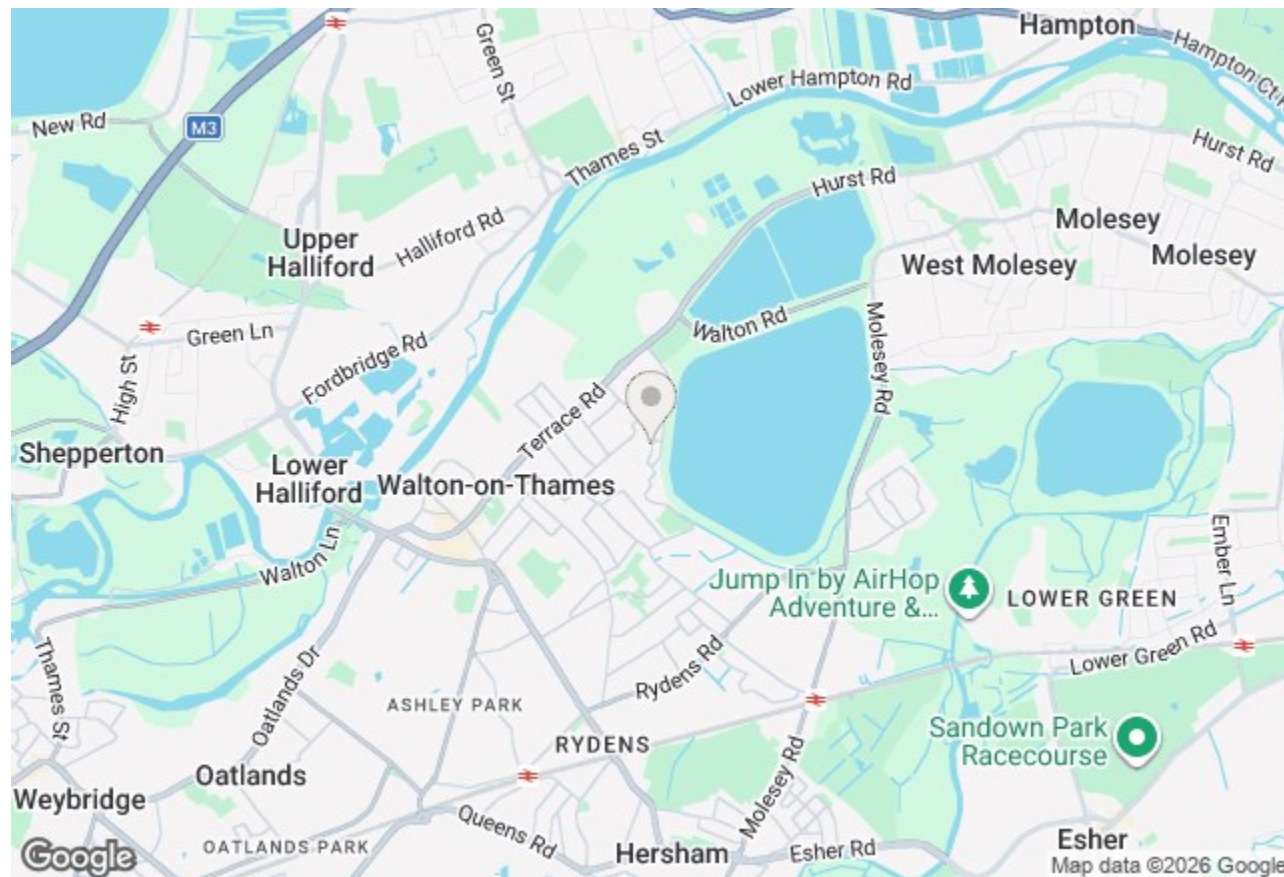 Hampton
Hampton Ct
Green St
Lower Hampton Rd
New Rd
M3
Thames St
Hurst Rd
Hurst Rd
Upper
Halliford
Halliford Rd
Molesey
Molesey
West Molesey
Green Ln
High St
Fordbridge Rd
Walton Rd
Molesey Rd
Terrace Rd
Shepperton
Lower
Halliford
Walton-on-Thames
Walton Ln
Ember Ln
Jump In by AirHop
Adventure &...
LOWER GREEN
Lower Green Rd
Thames St
Oatlands Dr
Rydens Rd
ASHLEY PARK
RYDENS
Sandown Park
Racecourse
Oatlands
Weybridge
Molesey Rd
Queens Rd
OATLANDS PARK
Hersham
Esher Rd
Esher
Google
Map data ©2026 Google